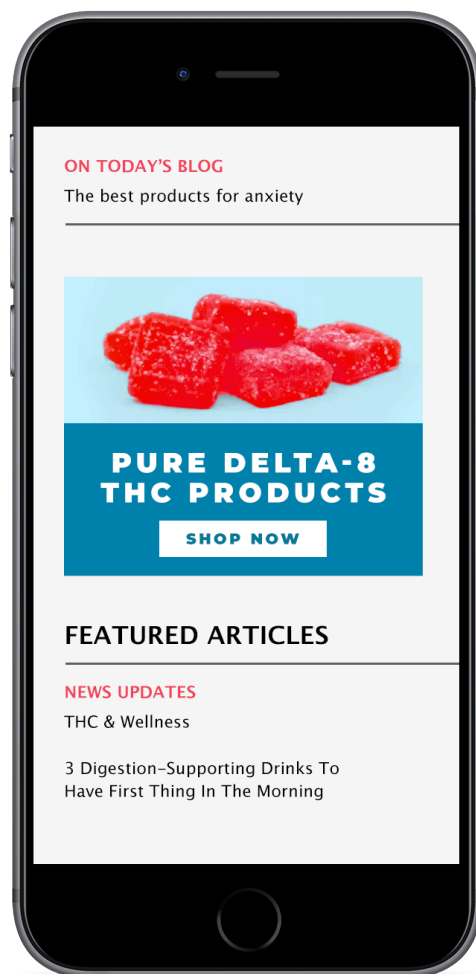 ON TODAY’S BLOG
The best products for anxiety
PURE DELTA-8
THC PRODUCTS
SHOP NOW
FEATURED ARTICLES
NEWS UPDATES
THC & Wellness
3 Digestion-Supporting Drinks To
Have First Thing In The Morning